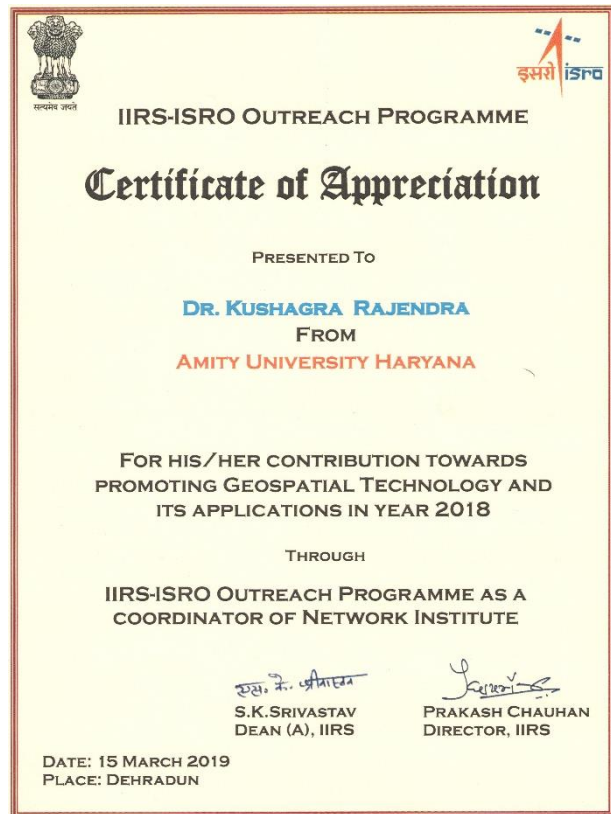 सत्यमेव जयते
इसरो isro
IIRS-ISRO OUTREACH PROGRAMME
Certificate of Appreciation
PRESENTED TO
DR. KUSHAGRA RAJENDRA
FROM
AMITY UNIVERSITY HARYANA
FOR HIS/HER CONTRIBUTION TOWARDS
PROMOTING GEOSPATIAL TECHNOLOGY AND
ITS APPLICATIONS IN YEAR 2018
THROUGH
IIRS-ISRO OUTREACH PROGRAMME AS A
COORDINATOR OF NETWORK INSTITUTE
एस. के. श्रीवास्तव
S.K.SRIVASTAV
DEAN (A), IIRS
PRAKASH CHAUHAN
DIRECTOR, IIRS
DATE: 15 MARCH 2019
PLACE: DEHRADUN